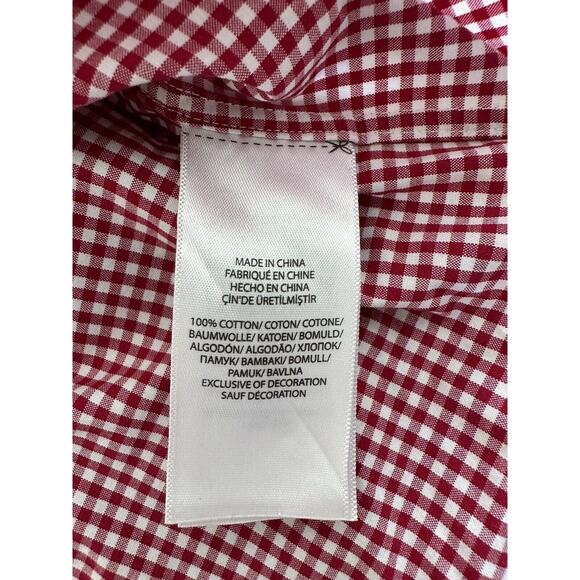 MADE IN CHINA
FABRIQUÉ EN CHINE
HECHO EN CHINA
ÇİN'DE ÜRETİLMİŞTİR
100% COTTON/ COTON/ COTONE/
BAUMWOLLE/ KATOEN/ BOMULD/
ALGODÓN/ ALGODÃO/ ХЛОПОК/
ПАМУК/ BAMBAKI/ BOMULL/
PAMUK/ BAVLNA
EXCLUSIVE OF DECORATION
SAUF DÉCORATION